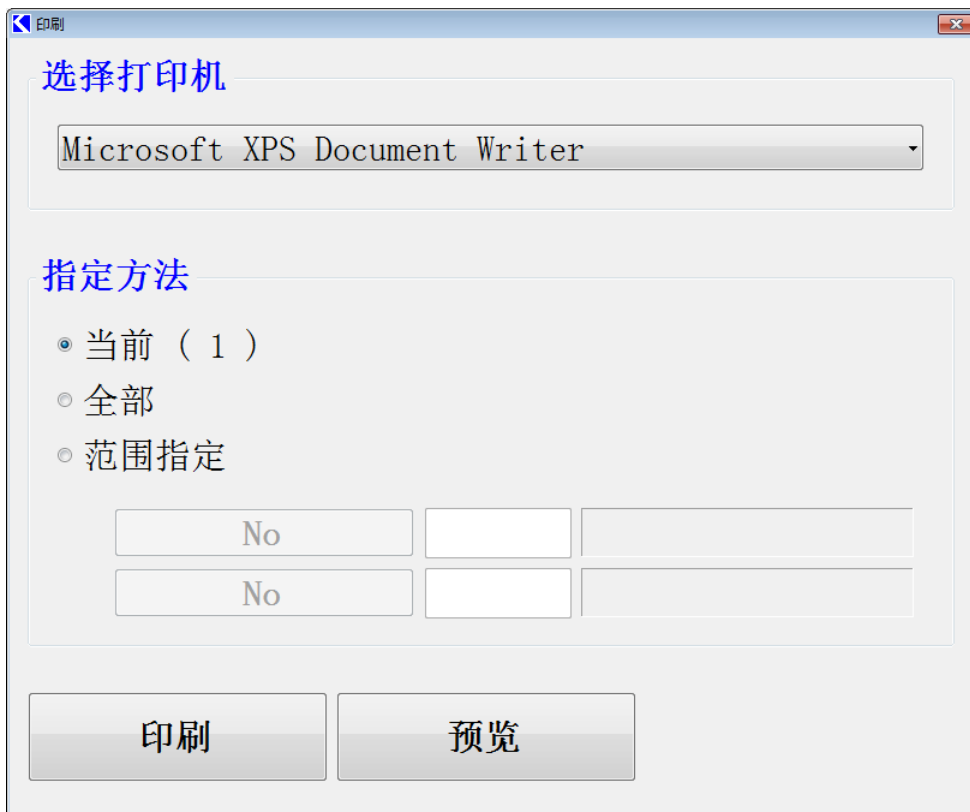 印刷
选择打印机
Microsoft XPS Document Writer
指定方法
当前 ( 1 )
全部
范围指定
No
No
印刷 预览